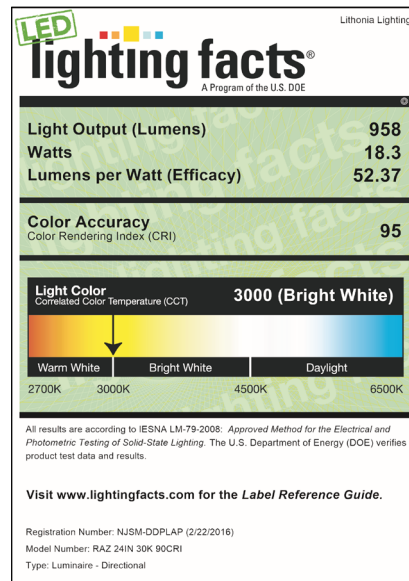 Lithonia Lighting
LED
lighting facts®
A Program of the U.S. DOE
Light Output (Lumens) 958
Watts 18.3
Lumens per Watt (Efficacy) 52.37
Color Accuracy 95
Color Rendering Index (CRI)
Light Color 3000 (Bright White)
Correlated Color Temperature (CCT)
Warm White Bright White Daylight
2700K 3000K 4500K 6500K
All results are according to IESNA LM-79-2008: Approved Method for the Electrical and
Photometric Testing of Solid-State Lighting. The U.S. Department of Energy (DOE) verifies
product test data and results.
Visit www.lightingfacts.com for the Label Reference Guide.
Registration Number: NJSM-DDPLAP (2/22/2016)
Model Number: RAZ 24IN 30K 90CRI
Type: Luminaire - Directional